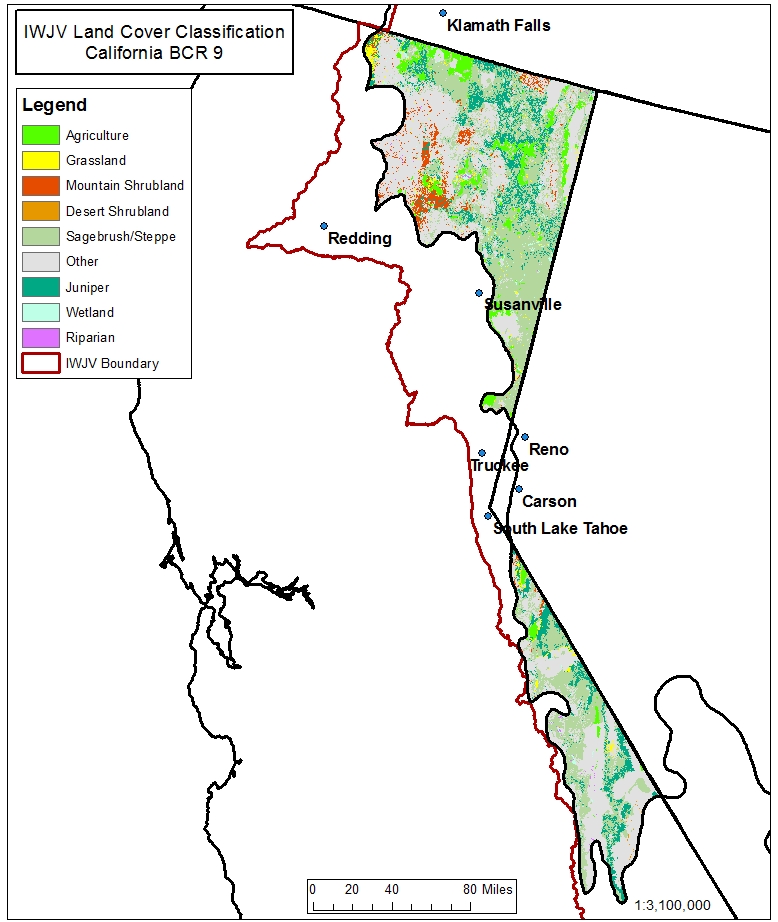 IWJV Land Cover Classification
California BCR 9
Legend
Agriculture
Grassland
Mountain Shrubland
Desert Shrubland
Sagebrush/Steppe
Other
Juniper
Wetland
Riparian
IWJV Boundary
Klamath Falls
Redding
Susanville
Reno
Truckee
Carson
South Lake Tahoe
0 20 40 80 Miles
1:3,100,000